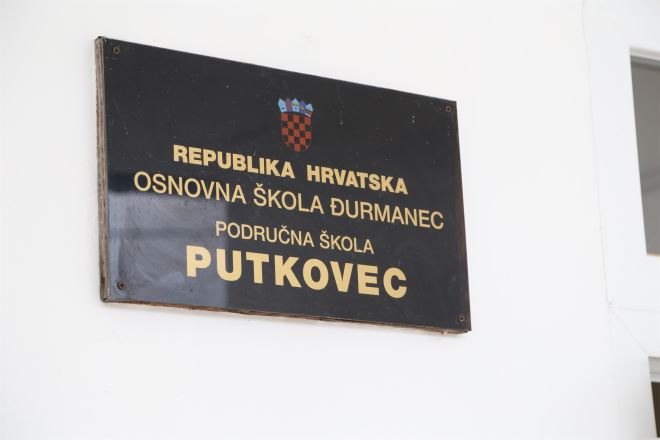 REPUBLIKA HRVATSKA
OSNOVNA ŠKOLA ĐURMANEC
PODRUČNA ŠKOLA
PUTKOVEC